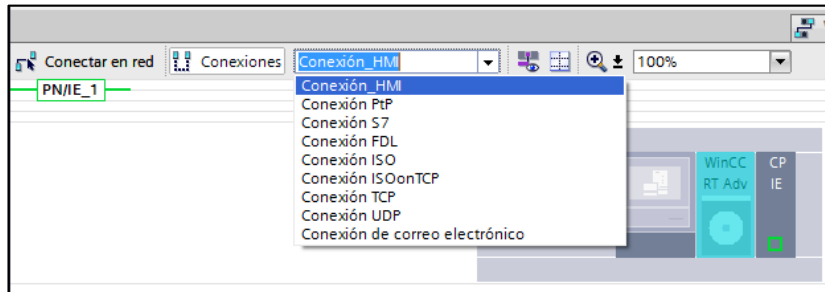 Conectar en red Conexiones Conexión_HMI 100%
PN/IE_1
Conexión_HMI
Conexión PtP
Conexión S7
Conexión FDL
Conexión ISO
Conexión ISOonTCP
Conexión TCP
Conexión UDP
Conexión de correo electrónico
WinCC CP
RT Adv IE